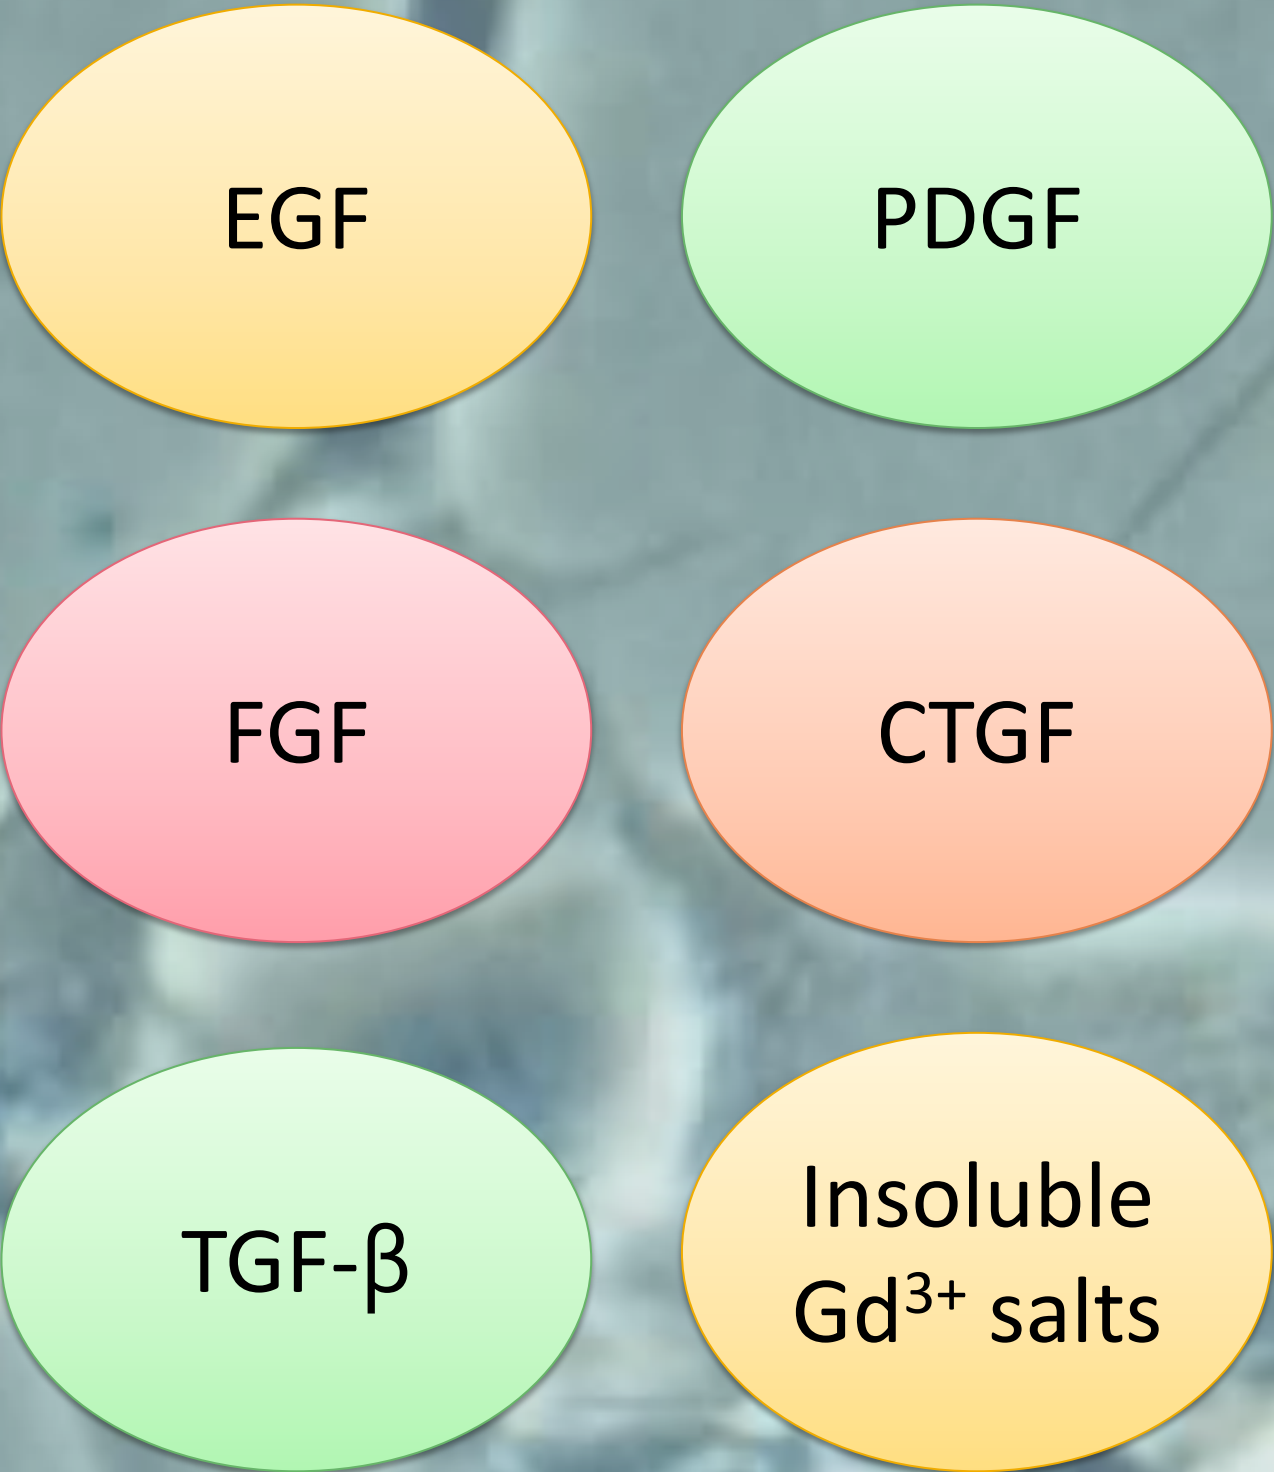 EGF
PDGF
FGF
CTGF
TGF-β
Insoluble
Gd³⁺ salts